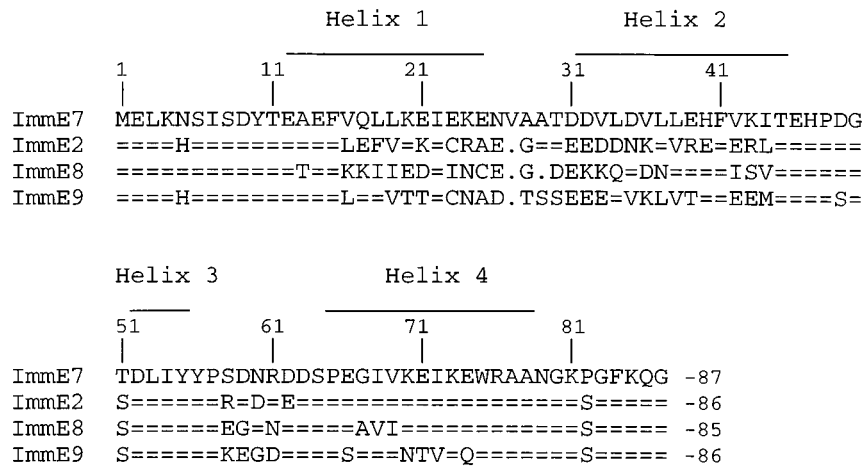 Helix 1 Helix 2
1 11 21 31 41
ImmE7 MELKNSISDYTEAEFVQLLKEIEKENVAATDDVLDVLLEHFVKITEHPDG
ImmE2 ====H==========LEFV=K=CRAE.G==EEDDNK=VRE=ERL======
ImmE8 ============T==KKIIED=INCE.G.DEKKQ=DN====ISV======
ImmE9 ====H==========L==VTT=CNAD.TSSEEE=VKLVT==EEM====S=
Helix 3 Helix 4
51 61 71 81
ImmE7 TDLIYYPSDNRDDSPEGIVKEIKEWRAANGKPGFKQG -87
ImmE2 S======R=D=E===================S===== -86
ImmE8 S======EG=N=====AVI============S===== -85
ImmE9 S======KEGD====S===NTV=Q=======S===== -86